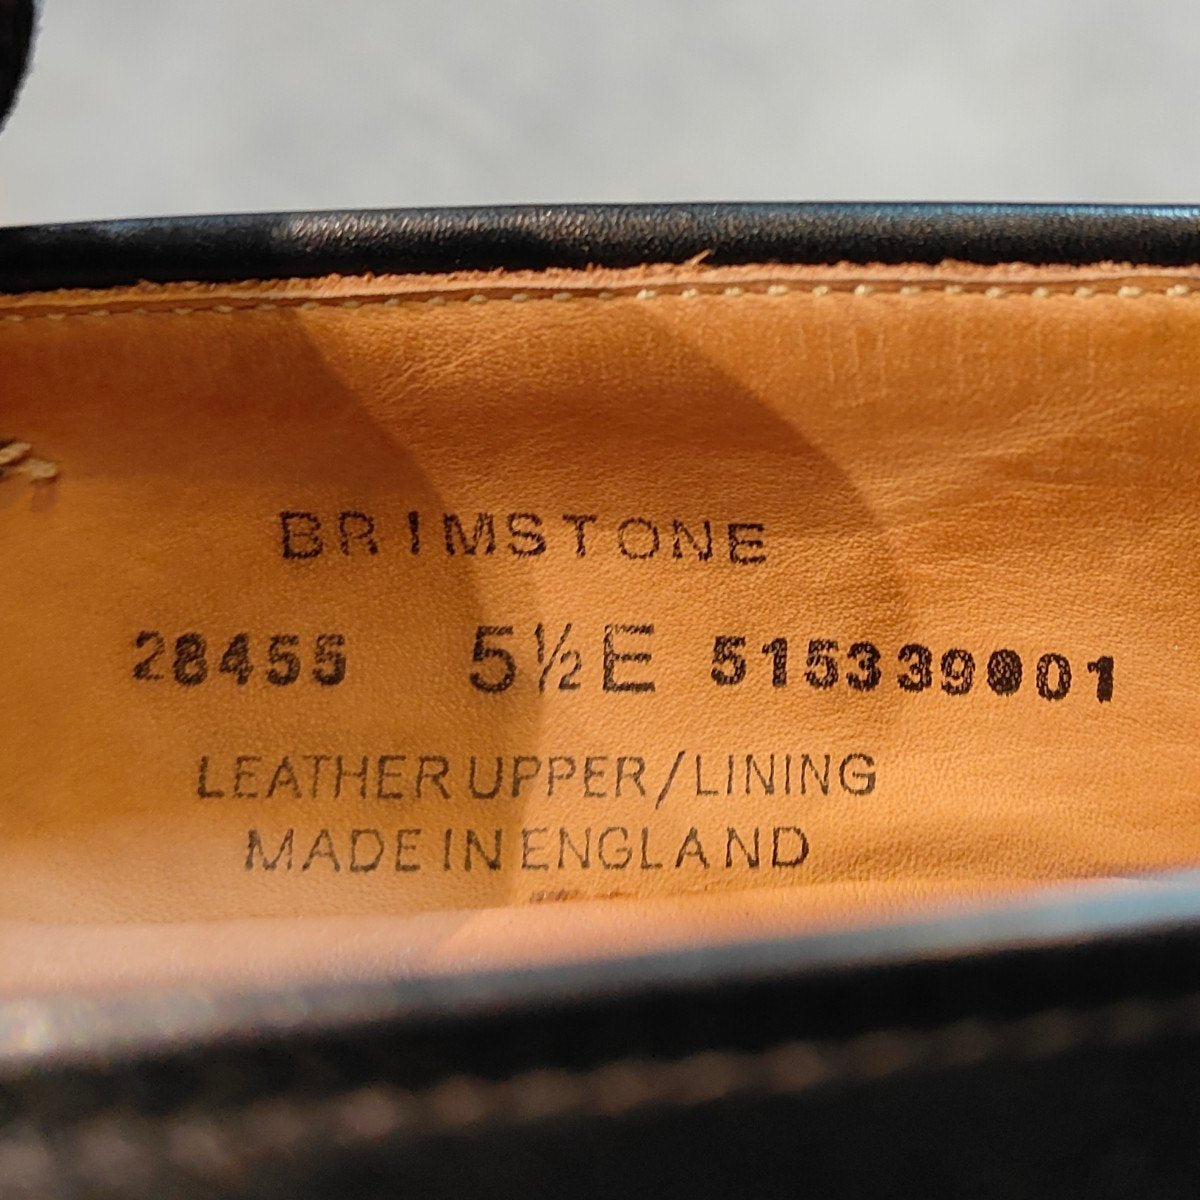 BRIMSTONE
28455 5½E 515339001
LEATHER UPPER/LINING
MADE IN ENGLAND